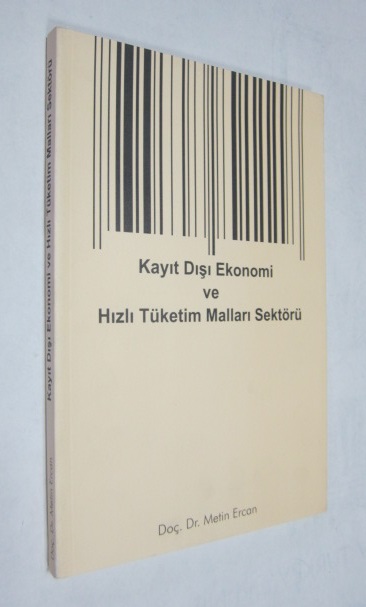 Kayıt Dışı Ekonomi
ve
Hızlı Tüketim Malları Sektörü
Doç. Dr. Metin Ercan
Kayıt Dışı Ekonomi ve Hızlı Tüketim Malları Sektörü
Doç. Dr. Metin Ercan